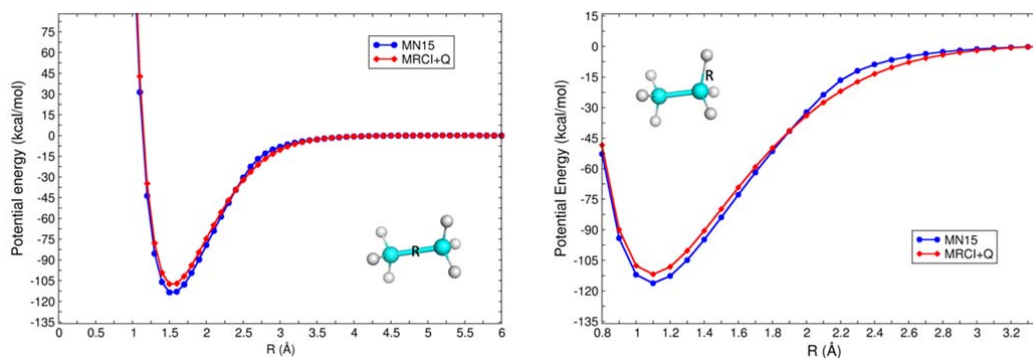 Potential energy (kcal/mol)
75
60
45
30
15
0
-15
-30
-45
-60
-75
-90
-105
-120
-135
MN15
MRCI+Q
R
0 0.5 1 1.5 2 2.5 3 3.5 4 4.5 5 5.5 6
R (Å)
Potential Energy (kcal/mol)
15
0
-15
-30
-45
-60
-75
-90
-105
-120
-135
R
MN15
MRCI+Q
0.8 1 1.2 1.4 1.6 1.8 2 2.2 2.4 2.6 2.8 3 3.2
R (Å)